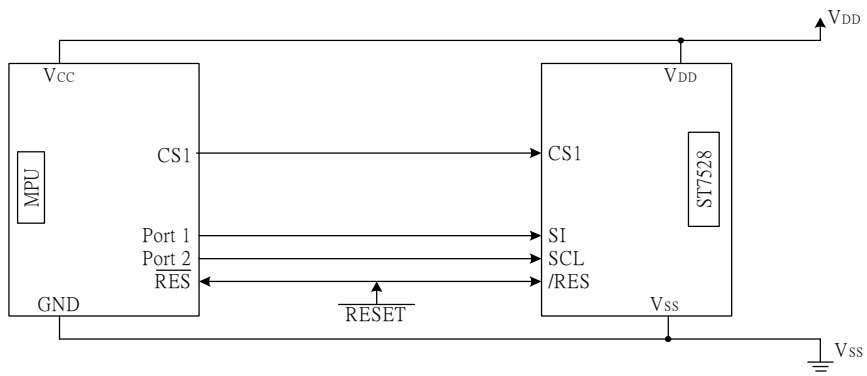 VDD
VCC
VDD
CS1
CS1
MPU
ST7528
Port 1
SI
Port 2
SCL
RES
/RES
GND
RESET
VSS
VSS